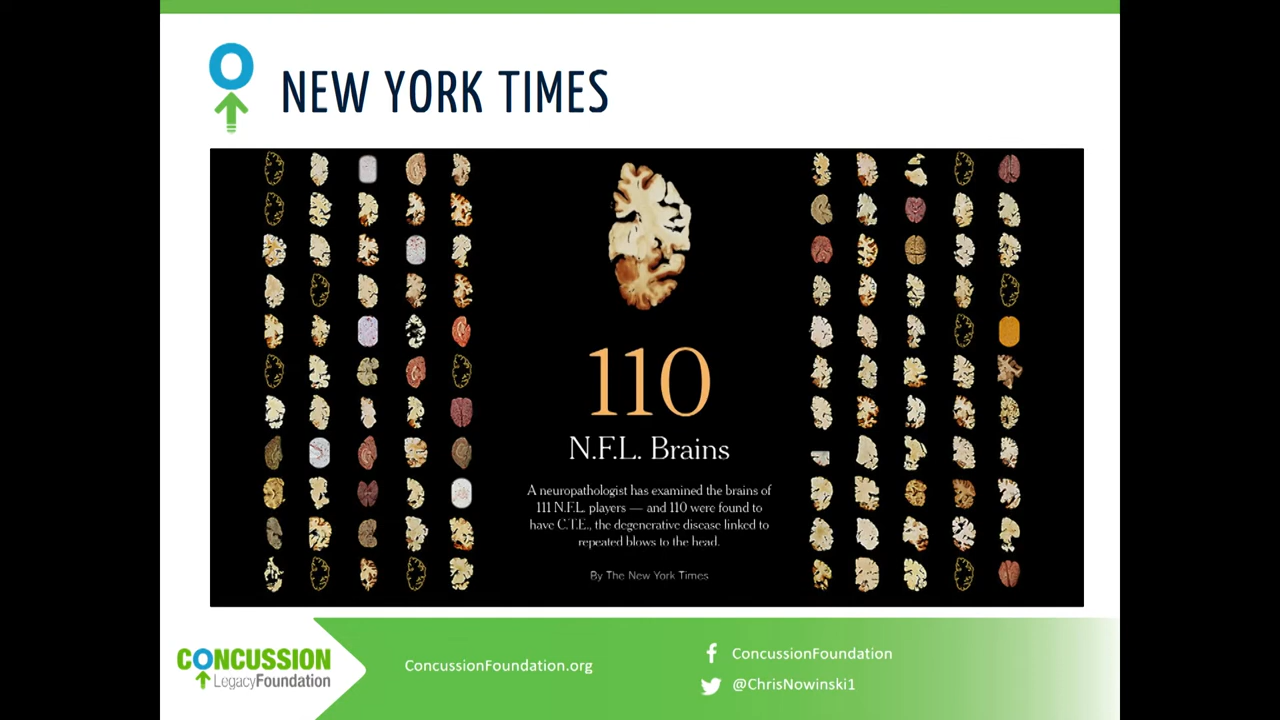 NEW YORK TIMES
110
N.F.L. Brains
A neuropathologist has examined the brains of
111 N.F.L. players — and 110 were found to
have C.T.E., the degenerative disease linked to
repeated blows to the head.
By The New York Times
CONCUSSION
LegacyFoundation
ConcussionFoundation.org
ConcussionFoundation
@ChrisNowinski1